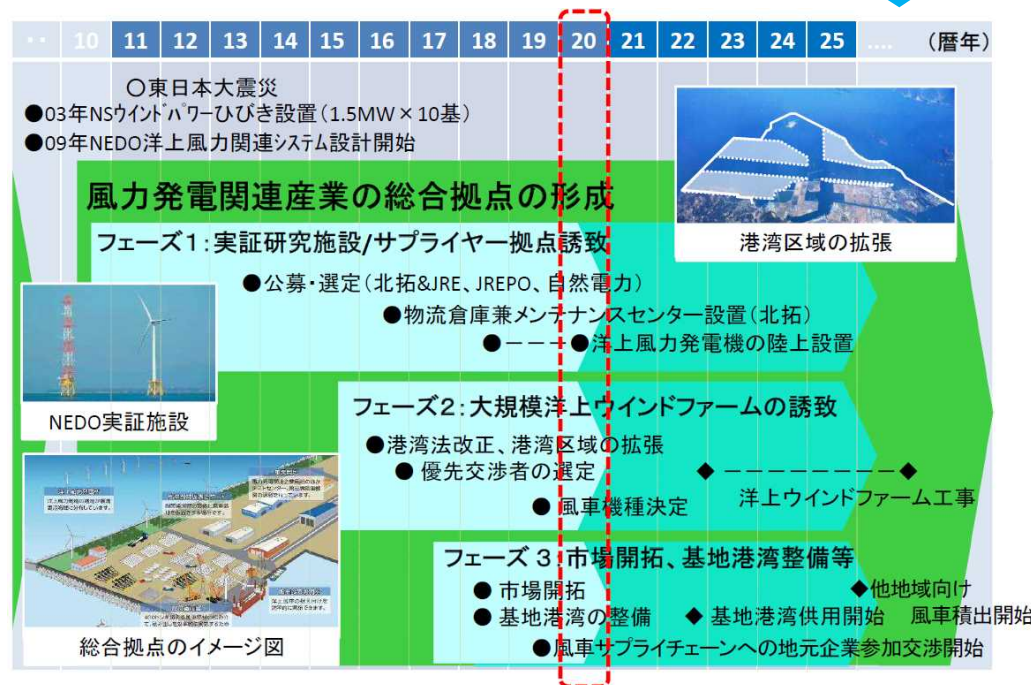 ‥ 10 11 12 13 14 15 16 17 18 19 20 21 22 23 24 25 …. (暦年)
〇東日本大震災
●03年NSウインドパワーひびき設置(1.5MW×10基)
●09年NEDO洋上風力関連システム設計開始
風力発電関連産業の総合拠点の形成
港湾区域の拡張
フェーズ1:実証研究施設/サプライヤー拠点誘致
●公募・選定(北拓&JRE、JREPO、自然電力)
●物流倉庫兼メンテナンスセンター設置(北拓)
●−−−●洋上風力発電機の陸上設置
NEDO実証施設
フェーズ2:大規模洋上ウインドファームの誘致
●港湾法改正、港湾区域の拡張
●優先交渉者の選定
◆−−−−−−−−◆
洋上ウインドファーム工事
●風車機種決定
フェーズ 3:市場開拓、基地港湾整備等
●市場開拓
◆他地域向け
風車積出開始
●基地港湾の整備 ◆基地港湾供用開始
●風車サプライチェーンへの地元企業参加交渉開始
総合拠点のイメージ図